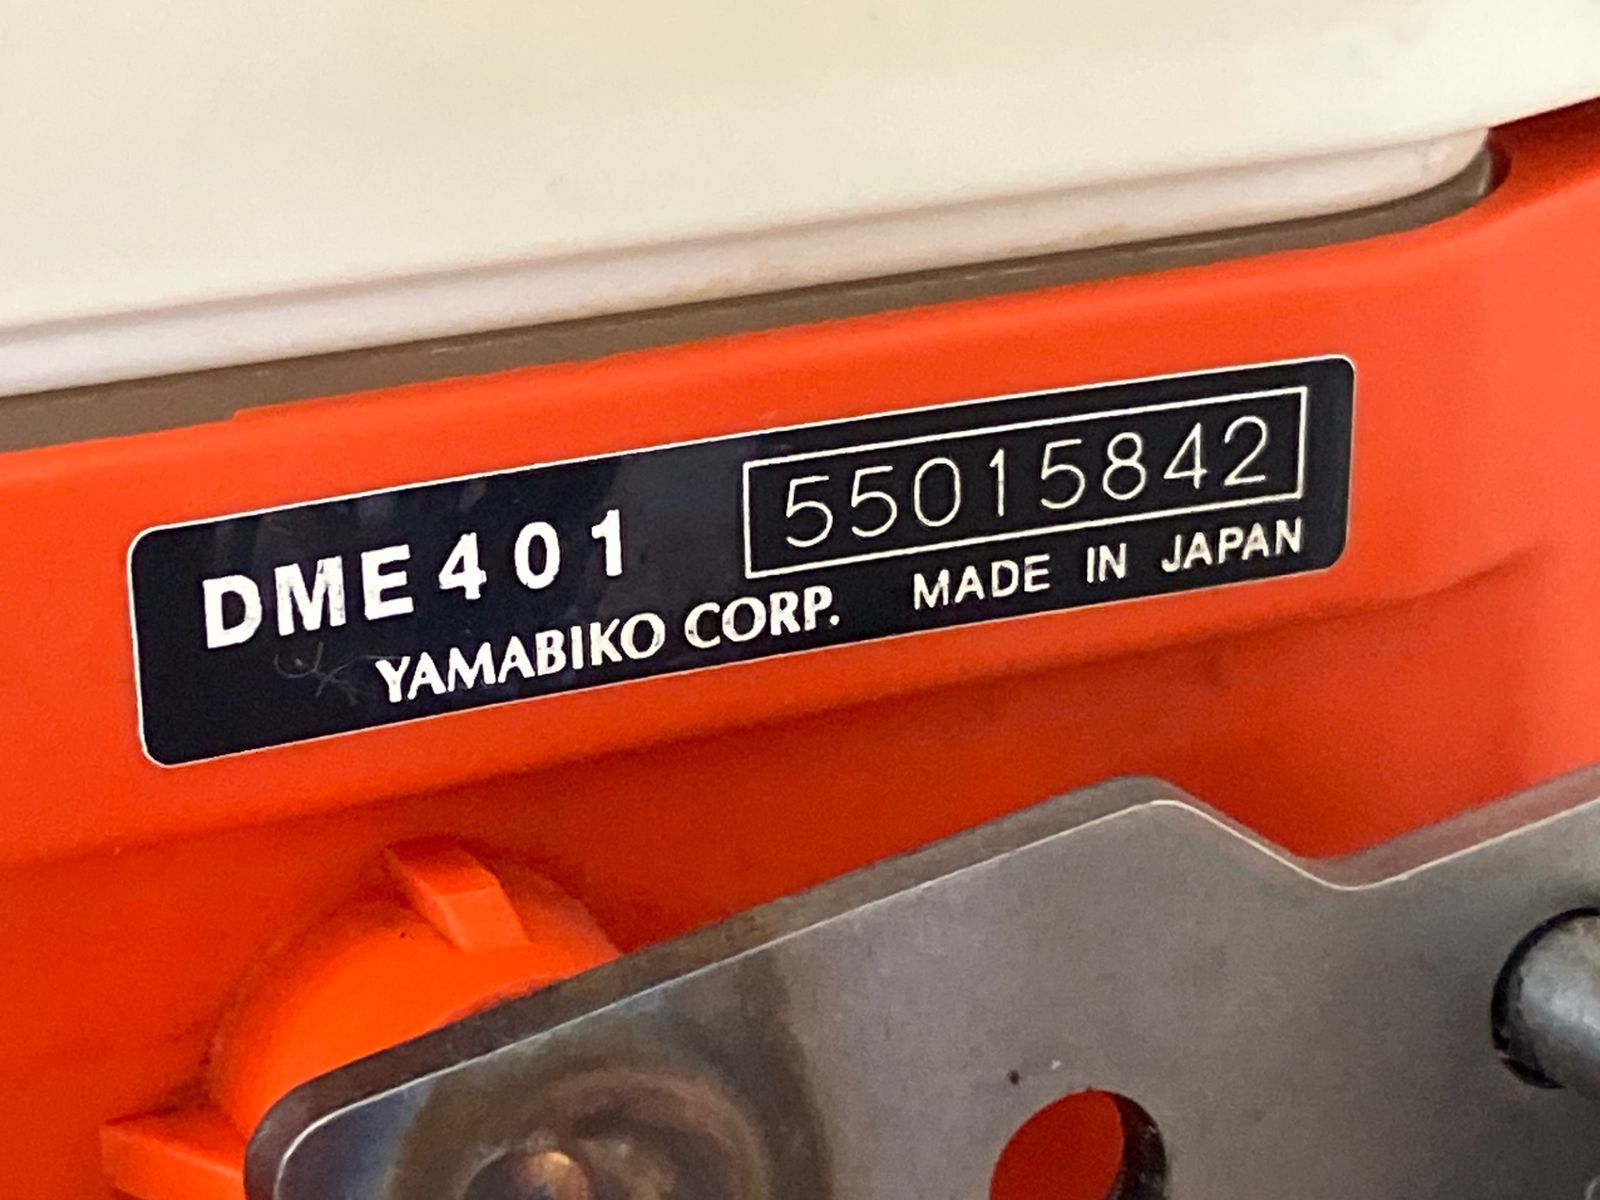 DME401 55015842
YAMABIKO CORP. MADE IN JAPAN